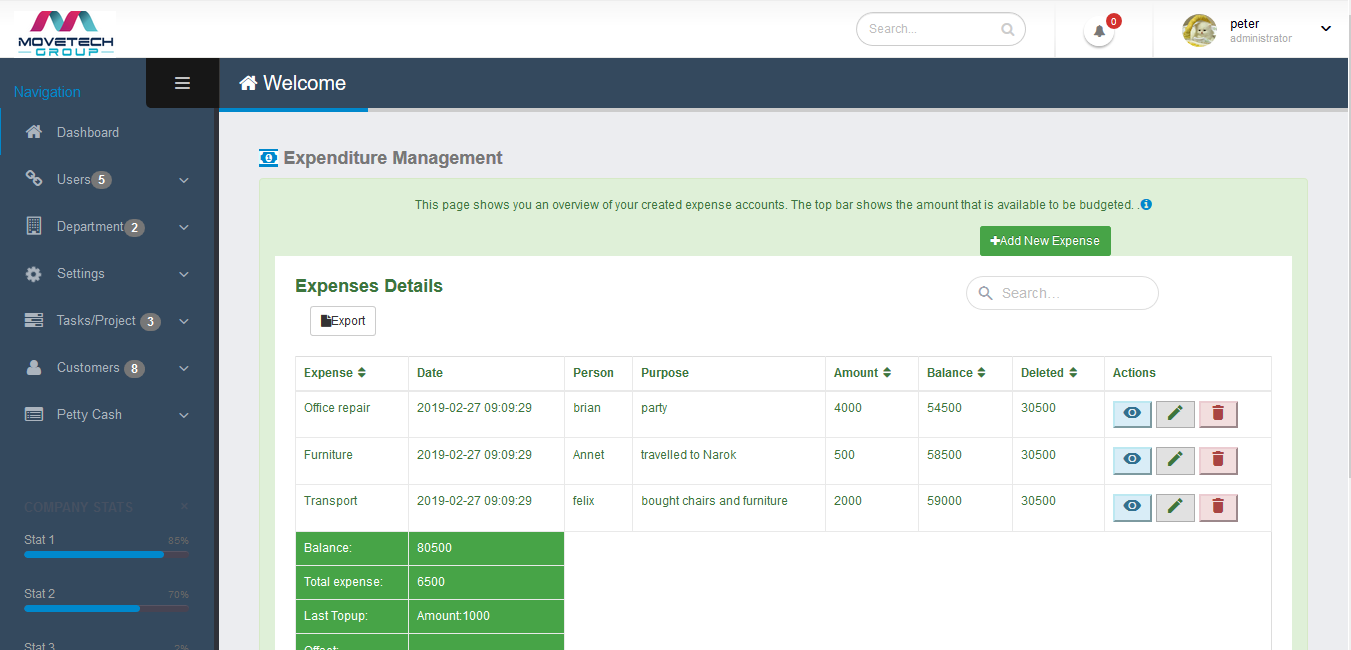 MOVETECH
GROUP
Search...
0
peter
administrator
Navigation
Welcome
Dashboard
Users 5
Department 2
Settings
Tasks/Project 3
Customers 8
Petty Cash
COMPANY STATS
Stat 1 85%
Stat 2 70%
Stat 3 2%
Expenditure Management
This page shows you an overview of your created expense accounts. The top bar shows the amount that is available to be budgeted. .
+Add New Expense
Expenses Details
Search...
Export
Expense Date Person Purpose Amount Balance Deleted Actions
Office repair 2019-02-27 09:09:29 brian party 4000 54500 30500
Furniture 2019-02-27 09:09:29 Annet travelled to Narok 500 58500 30500
Transport 2019-02-27 09:09:29 felix bought chairs and furniture 2000 59000 30500
Balance: 80500
Total expense: 6500
Last Topup: Amount:1000
Offset: